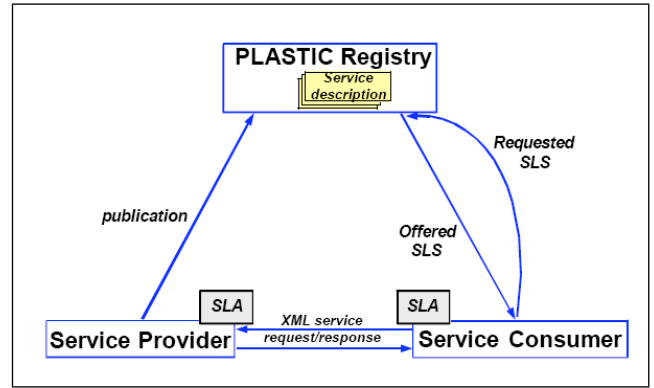 PLASTIC Registry
Service
description
Requested
SLS
publication
Offered
SLS
SLA
SLA
XML service
request/response
Service Provider
Service Consumer